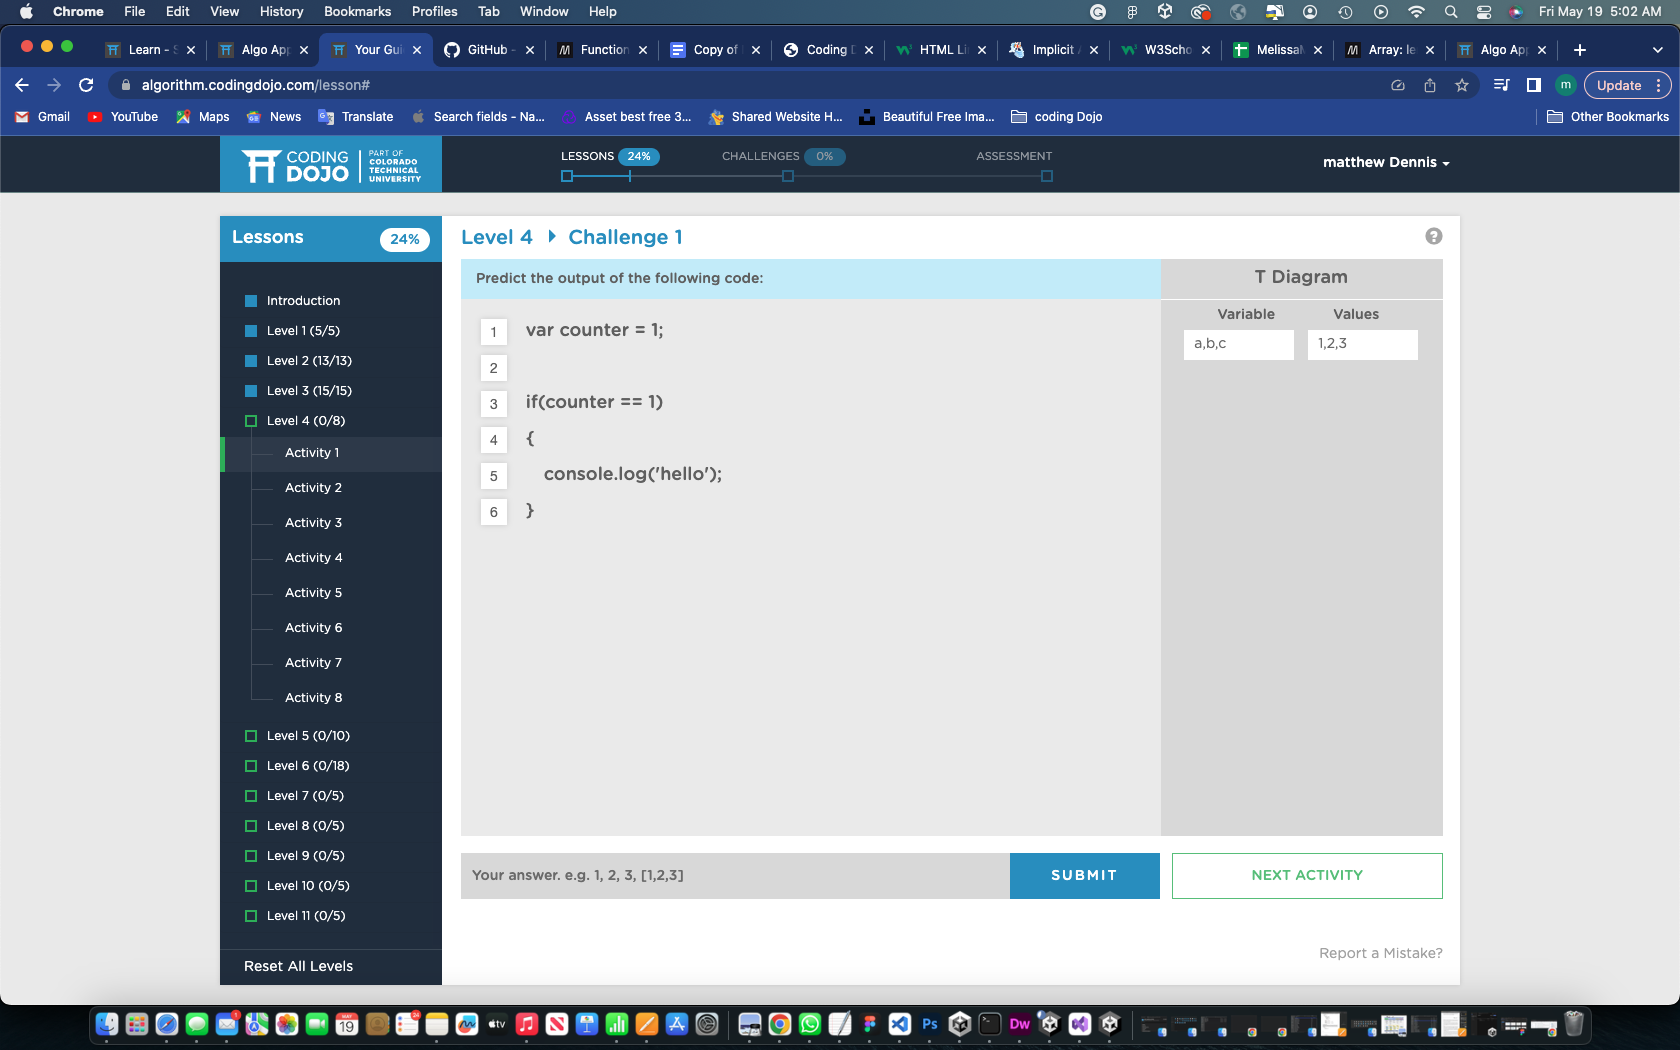 Chrome File Edit View History Bookmarks Profiles Tab Window Help Fri May 19 5:02 AM
Learn - S Algo App Your Gui GitHub - Function Copy of Coding D HTML Lin Implicit A W3Scho MelissaM Array: le Algo App
algorithm.codingdojo.com/lesson# m Update
Gmail YouTube Maps News Translate Search fields - Na... Asset best free 3... Shared Website H... Beautiful Free Ima... coding Dojo Other Bookmarks
CODING DOJO
PART OF
COLORADO
TECHNICAL
UNIVERSITY
LESSONS 24% CHALLENGES 0% ASSESSMENT
matthew Dennis
Lessons 24%
Introduction
Level 1 (5/5)
Level 2 (13/13)
Level 3 (15/15)
Level 4 (0/8)
Activity 1
Activity 2
Activity 3
Activity 4
Activity 5
Activity 6
Activity 7
Activity 8
Level 5 (0/10)
Level 6 (0/18)
Level 7 (0/5)
Level 8 (0/5)
Level 9 (0/5)
Level 10 (0/5)
Level 11 (0/5)
Reset All Levels
Level 4 Challenge 1 ?
Predict the output of the following code:
1 var counter = 1;
2
3 if(counter == 1)
4 {
5 console.log('hello');
6 }
T Diagram
Variable Values
a,b,c 1,2,3
Your answer. e.g. 1, 2, 3, [1,2,3] SUBMIT NEXT ACTIVITY
Report a Mistake?
MAY 19 tv Ps Dw